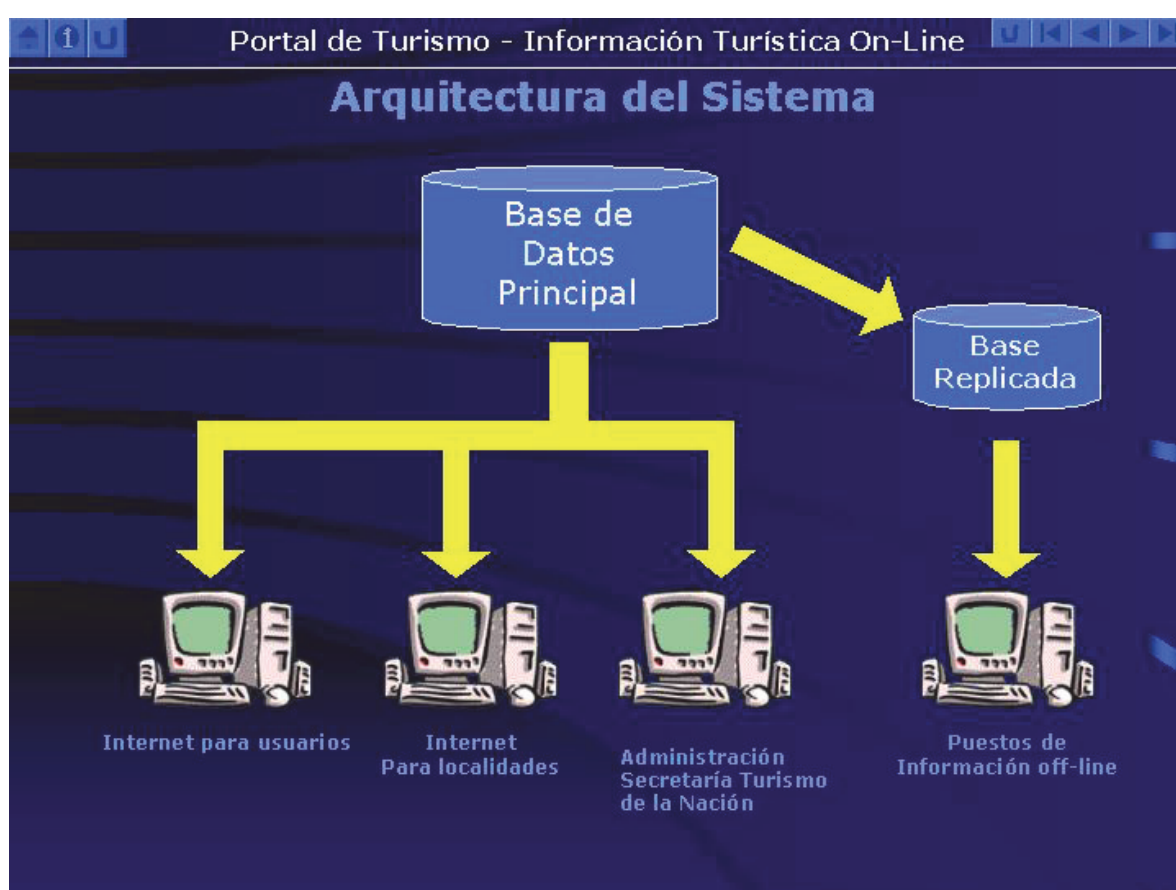 Portal de Turismo - Información Turística On-Line
Arquitectura del Sistema
Base de
Datos
Principal
Base
Replicada
Internet para usuarios
Internet
Para localidades
Administración
Secretaría Turismo
de la Nación
Puestos de
Información off-line